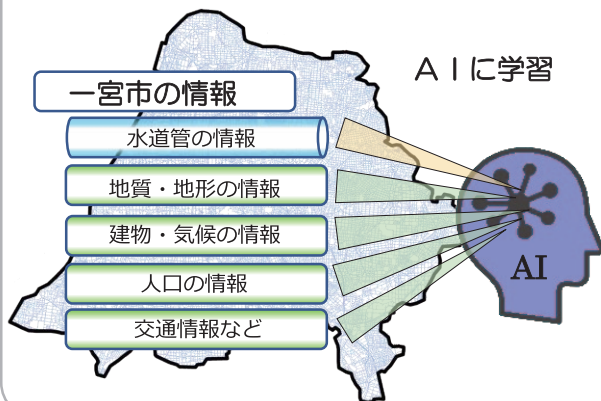 AIに学習
一宮市の情報
水道管の情報
地質・地形の情報
建物・気候の情報
人口の情報
交通情報など
AI